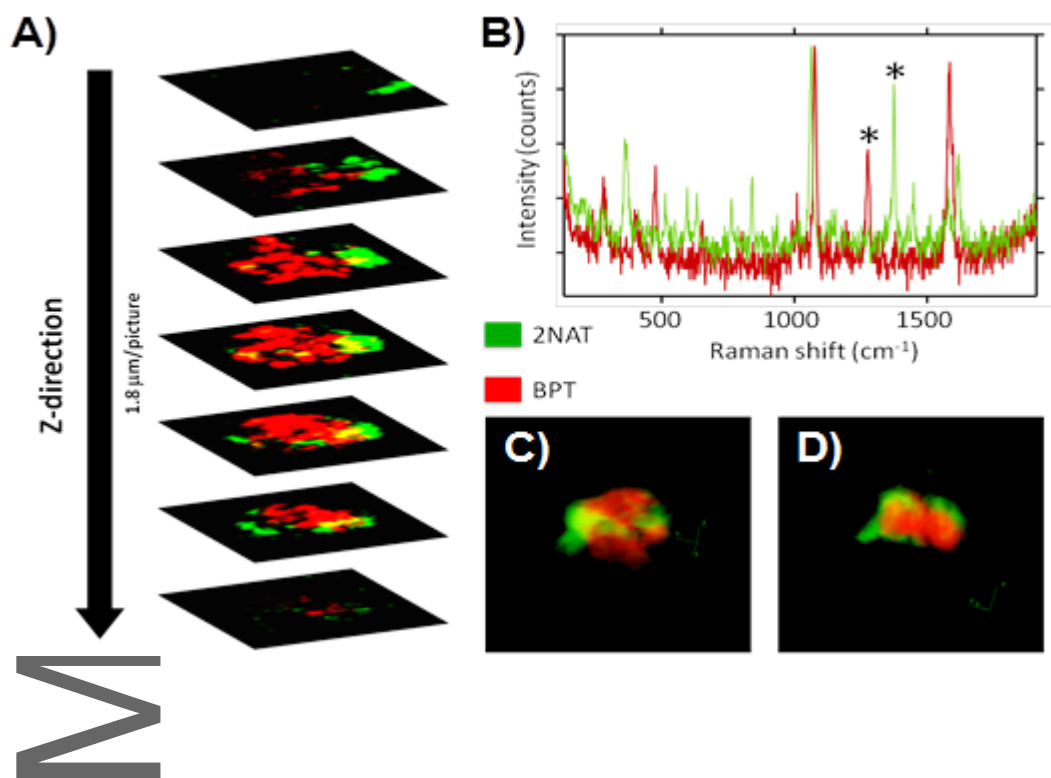 A)
Z-direction
1.8 µm/picture
B)
Intensity (counts)
*
*
500 1000 1500
Raman shift (cm⁻¹)
2NAT
BPT
C)
D)
M